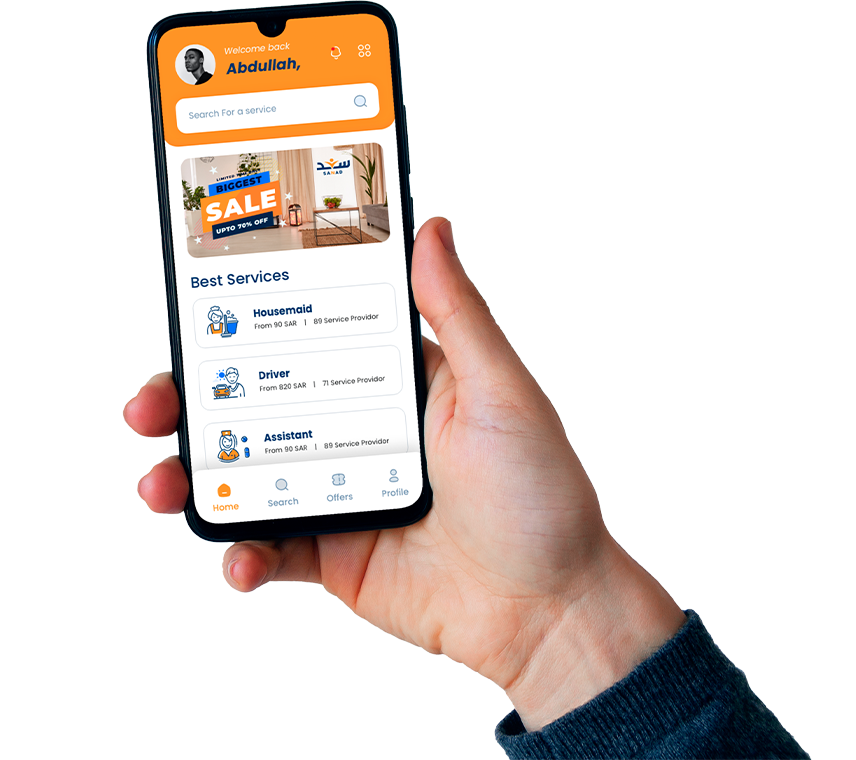 Welcome back
Abdullah,
Search For a service
BIGGEST
SALE
UPTO 70% OFF
سند
SANAD
Best Services
Housemaid
From 90 SAR | 89 Service Providor
Driver
From 820 SAR | 71 Service Providor
Assistant
From 90 SAR | 89 Service Providor
Home
Search
Offers
Profile